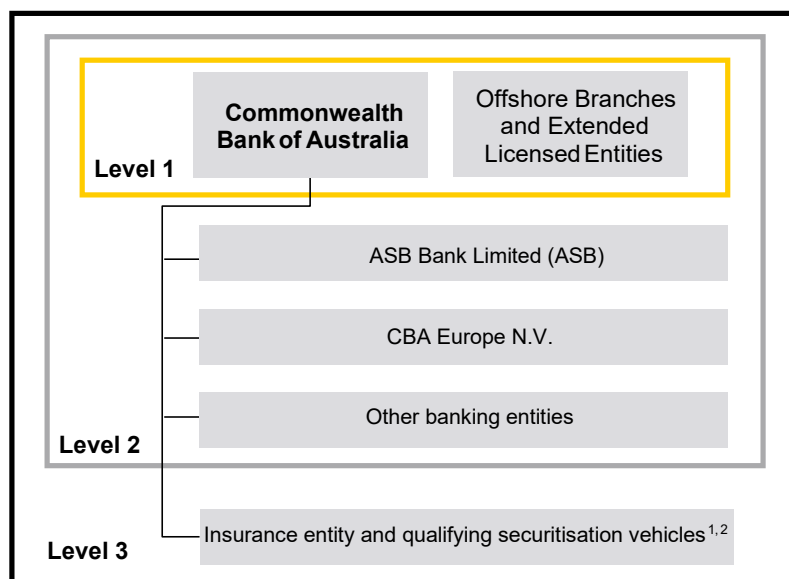 Commonwealth
Bank of Australia
Offshore Branches
and Extended
Licensed Entities
Level 1
ASB Bank Limited (ASB)
CBA Europe N.V.
Other banking entities
Level 2
Insurance entity and qualifying securitisation vehicles1,2
Level 3